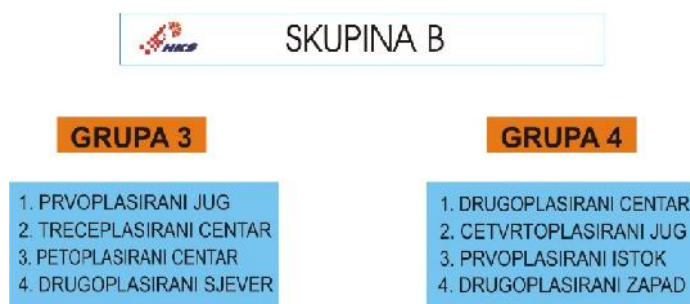 HKS
SKUPINA B
GRUPA 3
1. PRVOPLASIRANI JUG
2. TRECEPLASIRANI CENTAR
3. PETOPLASIRANI CENTAR
4. DRUGOPLASIRANI SJEVER
GRUPA 4
1. DRUGOPLASIRANI CENTAR
2. CETVRTOPLASIRANI JUG
3. PRVOPLASIRANI ISTOK
4. DRUGOPLASIRANI ZAPAD